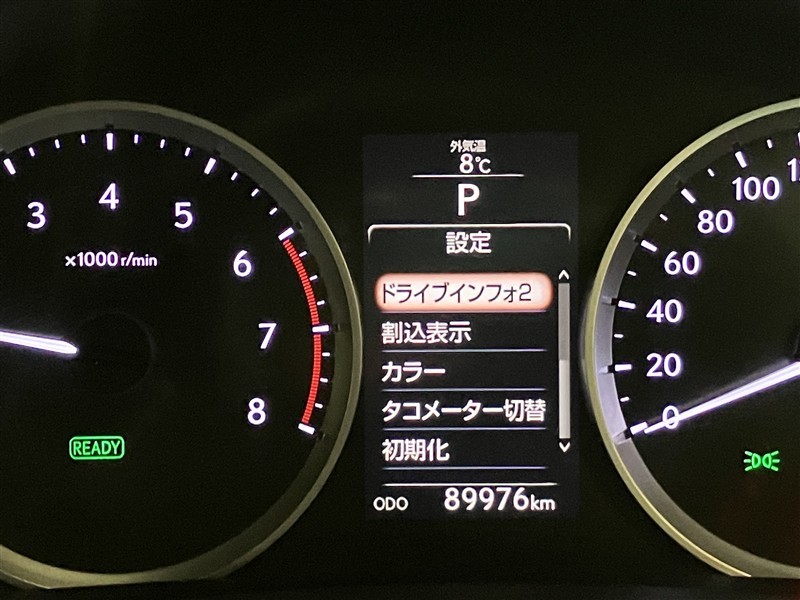 3
4
5
6
7
8
×1000 r/min
READY
外気温
8℃
P
設定
ドライブインフォ2
割込表示
カラー
タコメーター切替
初期化
ODO 89976km
0
20
40
60
80
100